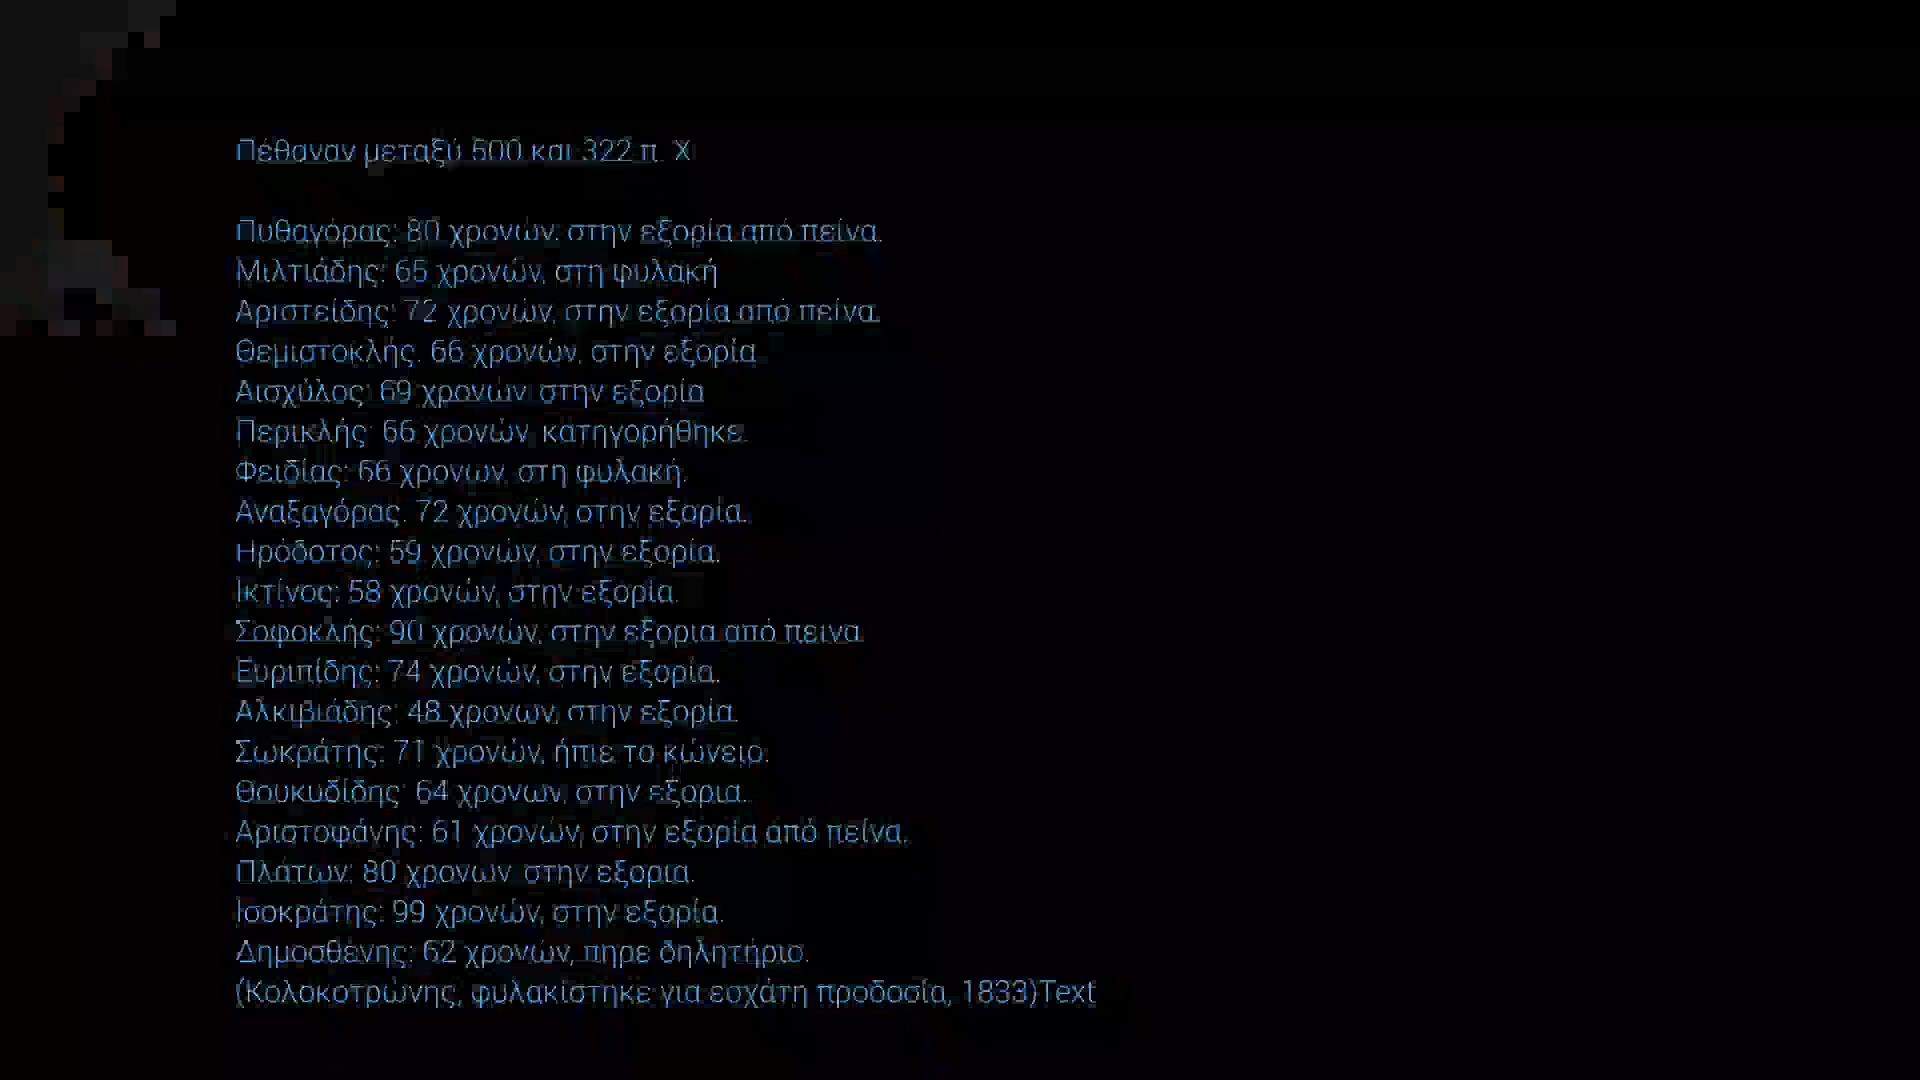 Πέθαναν μεταξύ 500 και 322 π. Χ
Πυθαγόρας: 80 χρονών, στην εξορία από πείνα.
Μιλτιάδης: 65 χρονών, στη φυλακή
Αριστείδης: 72 χρονών, στην εξορία από πείνα.
Θεμιστοκλής: 66 χρονών, στην εξορία
Αισχύλος: 69 χρονών, στην εξορία
Περικλής: 66 χρονών, κατηγορήθηκε.
Φειδίας: 66 χρονών, στη φυλακή.
Αναξαγόρας: 72 χρονών, στην εξορία.
Ηρόδοτος: 59 χρονών, στην εξορία.
Ικτίνος: 58 χρονών, στην εξορία.
Σοφοκλής: 90 χρονών, στην εξορία από πείνα.
Ευριπίδης: 74 χρονών, στην εξορία.
Αλκιβιάδης: 48 χρονών, στην εξορία.
Σωκράτης: 71 χρονών, ήπιε το κώνειο.
Θουκυδίδης: 64 χρονών, στην εξορία.
Αριστοφάνης: 61 χρονών, στην εξορία από πείνα.
Πλάτων: 80 χρονών, στην εξορία.
Ισοκράτης: 99 χρονών, στην εξορία.
Δημοσθένης: 62 χρονών, πηρε δηλητήριο.
(Κολοκοτρώνης, φυλακίστηκε για εσχάτη προδοσία, 1833)Text